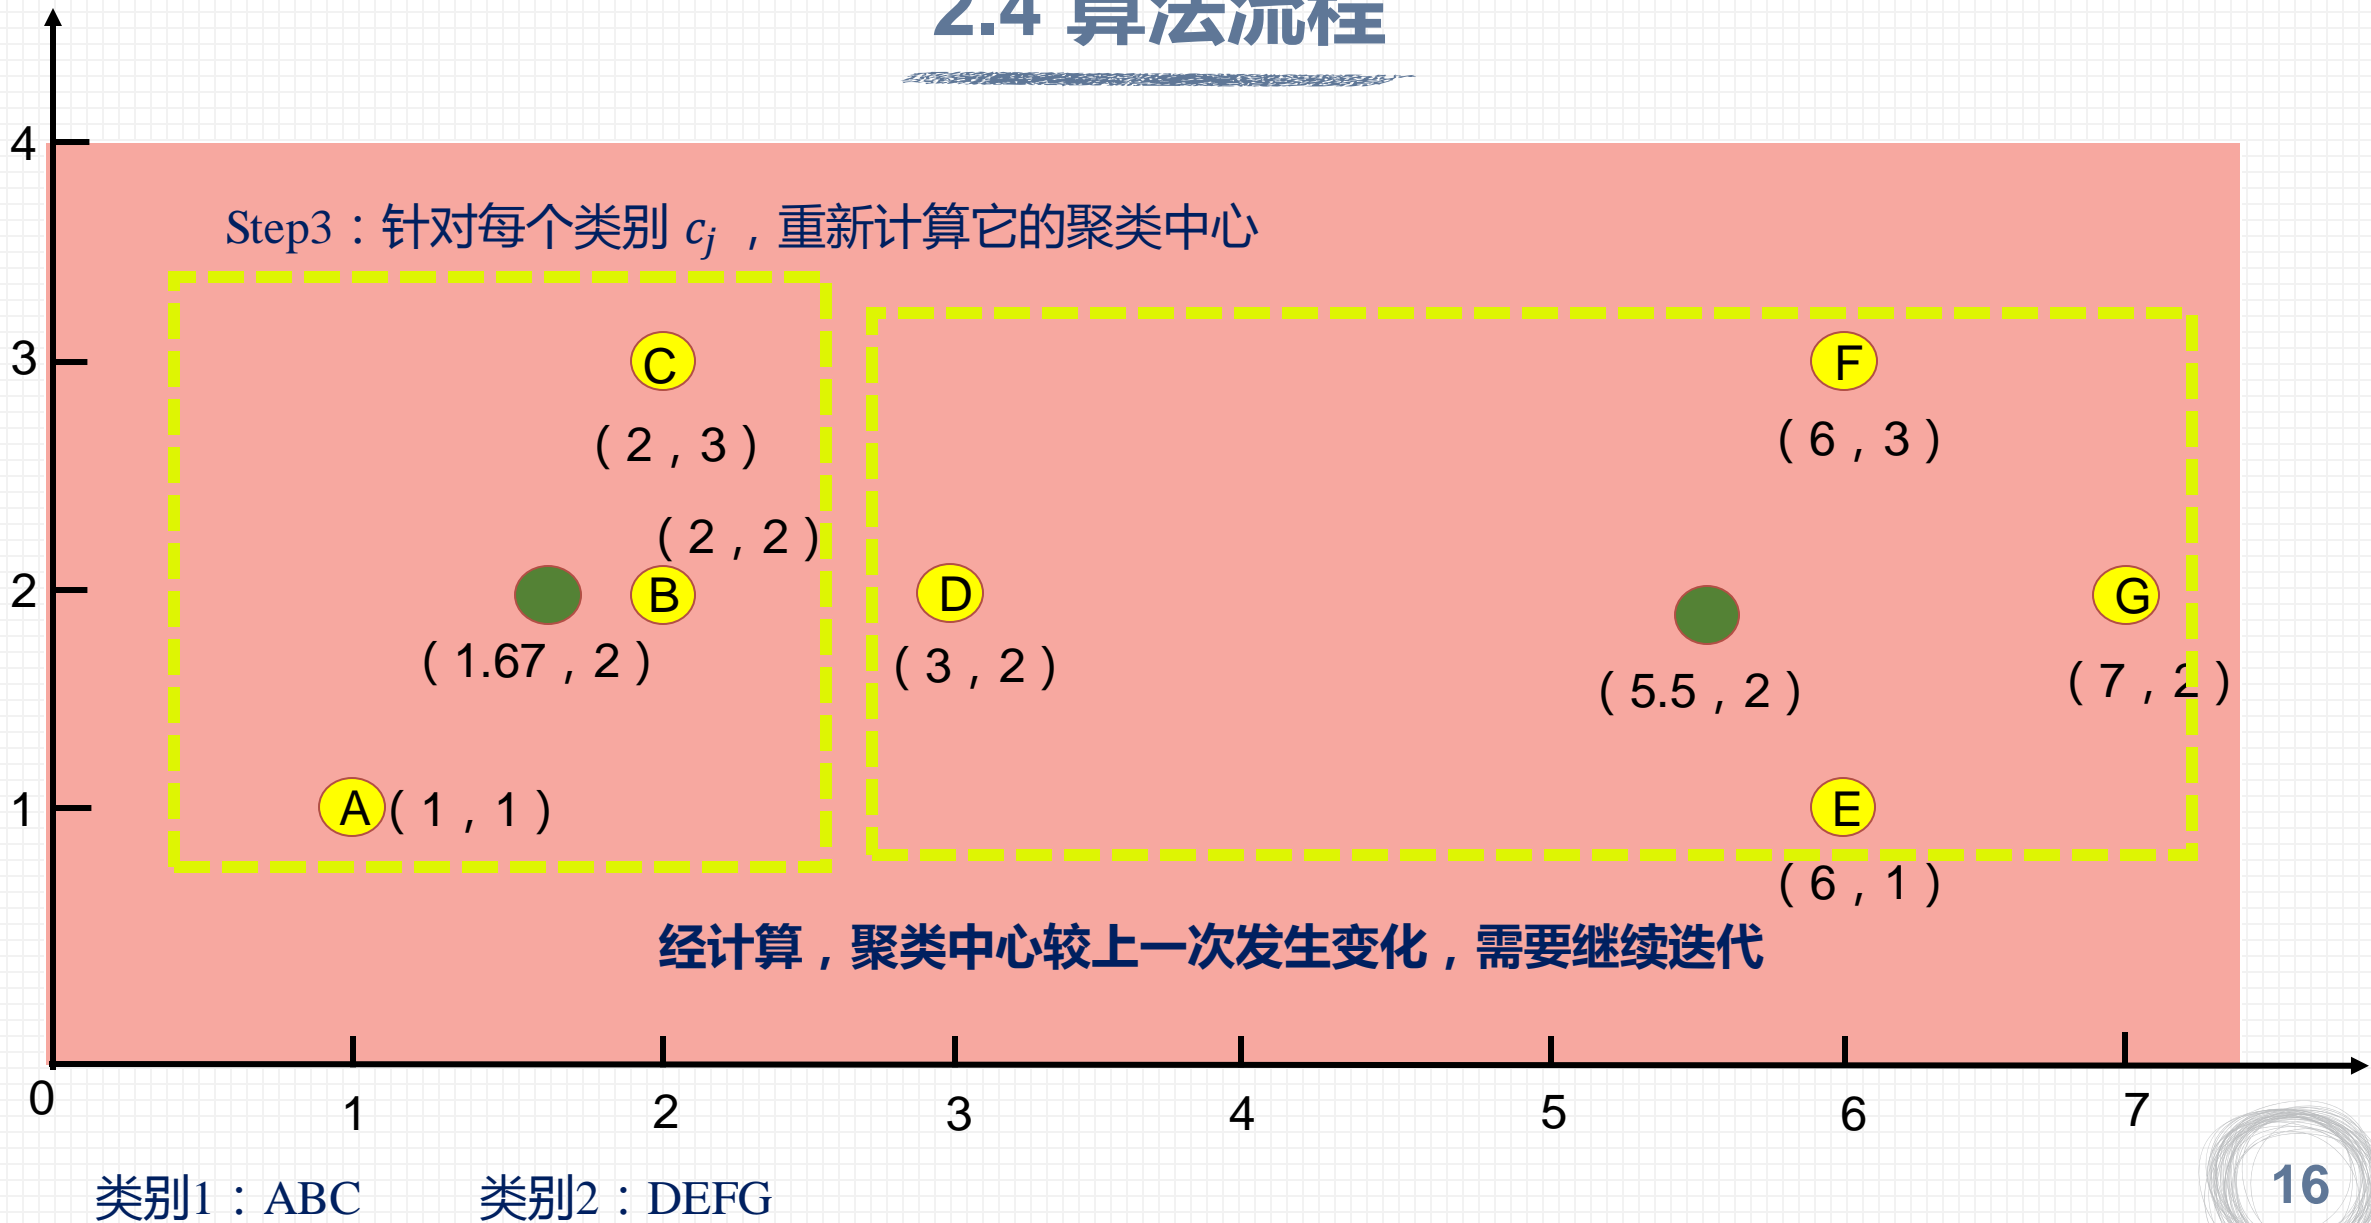 2.4 算法流程
4
Step3：针对每个类别 cj ，重新计算它的聚类中心
3
C
F
（2，3）
（6，3）
（2，2）
2
B
D
G
（1.67，2）
（3，2）
（5.5，2）
（7，2）
1
A（1，1）
E
（6，1）
经计算，聚类中心较上一次发生变化，需要继续迭代
0
1 2 3 4 5 6 7
类别1：ABC 类别2：DEFG
16